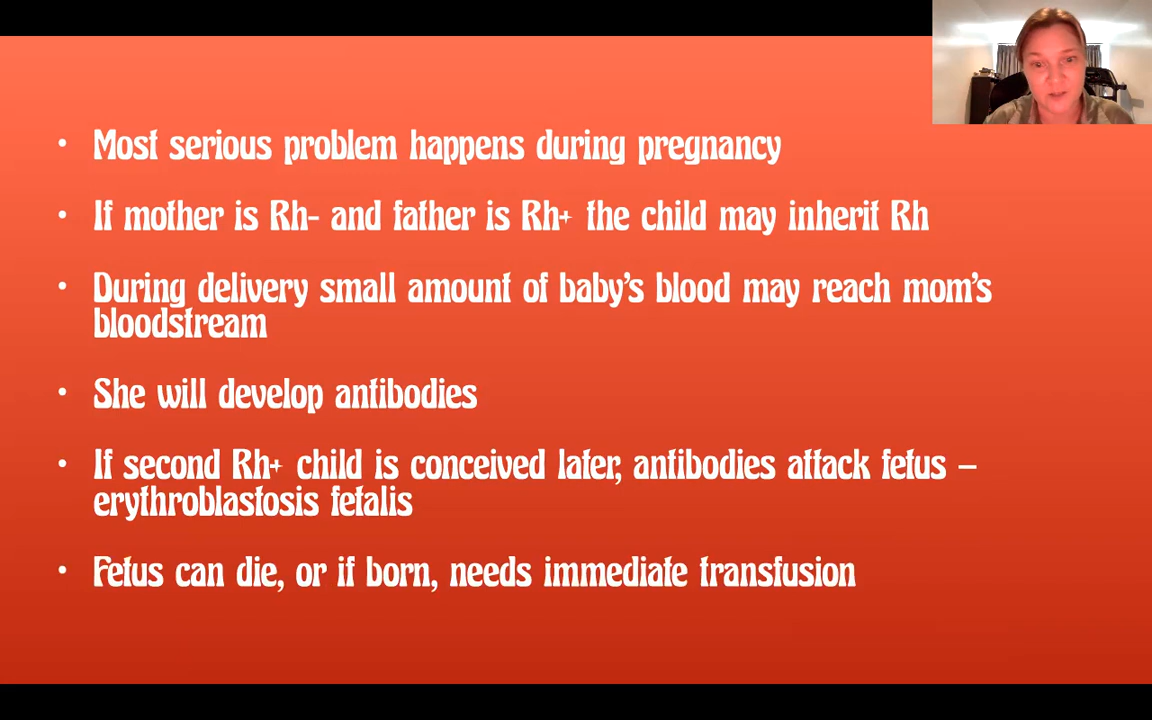 • Most serious problem happens during pregnancy
• If mother is Rh- and father is Rh+ the child may inherit Rh
• During delivery small amount of baby’s blood may reach mom’s
bloodstream
• She will develop antibodies
• If second Rh+ child is conceived later, antibodies attack fetus –
erythroblastosis fetalis
• Fetus can die, or if born, needs immediate transfusion